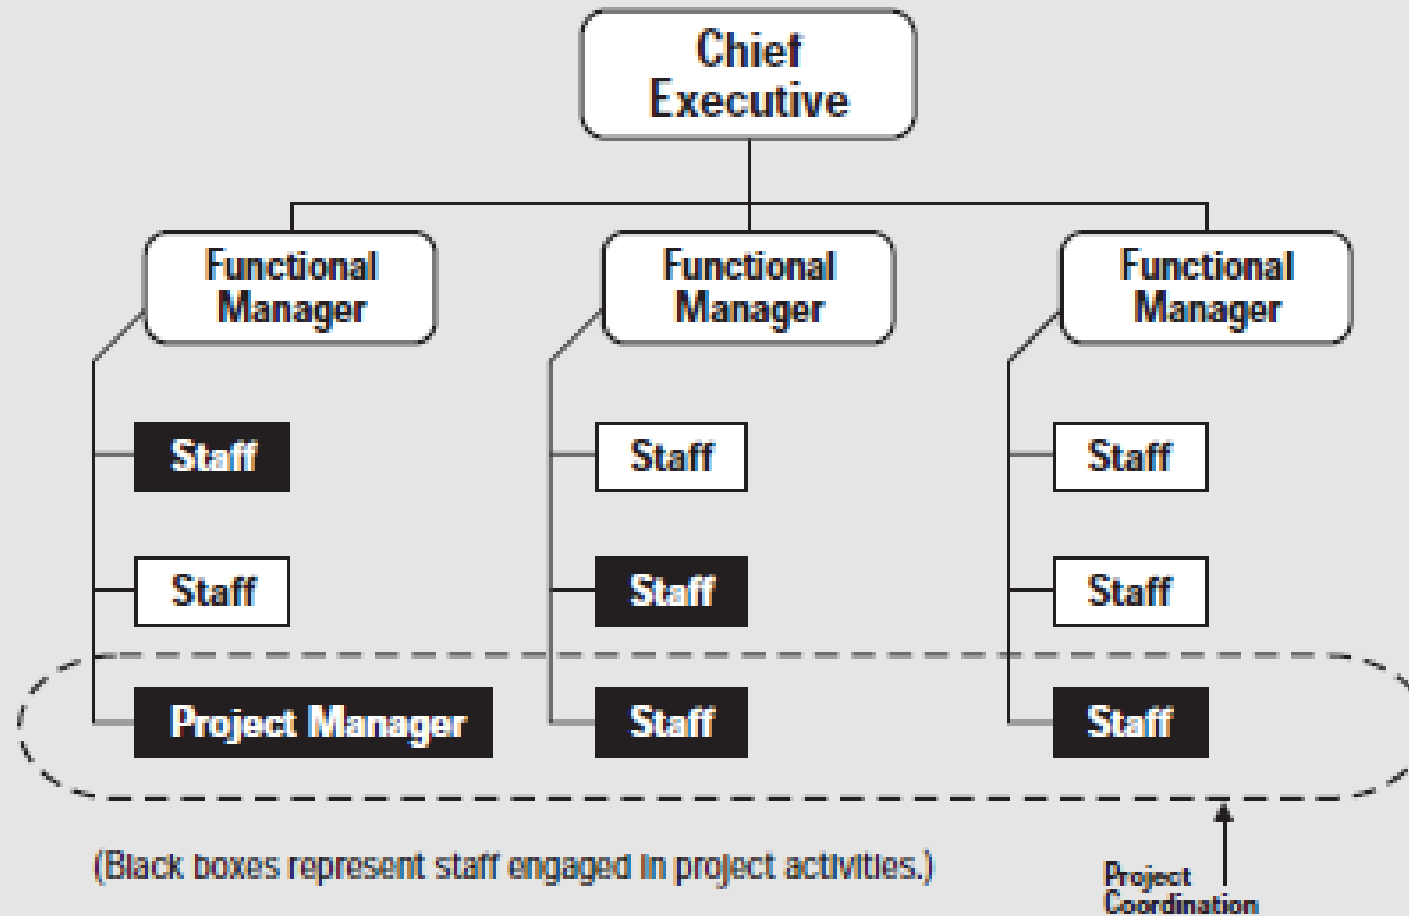 Chief
Executive
Functional
Manager
Functional
Manager
Functional
Manager
Staff
Staff
Staff
Staff
Staff
Staff
Project Manager
Staff
Staff
(Black boxes represent staff engaged in project activities.)
Project
Coordination